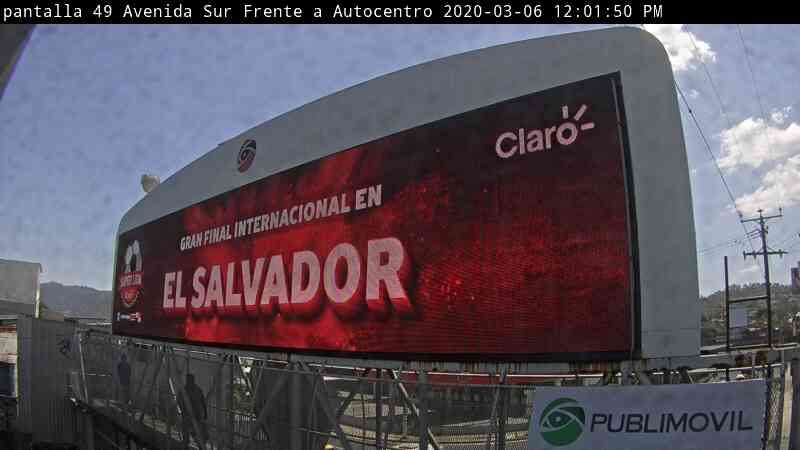 pantalla 49 Avenida Sur Frente a Autocentro 2020-03-06 12:01:50 PM
Claro
GRAN FINAL INTERNACIONAL EN
EL SALVADOR
PUBLIMOVIL